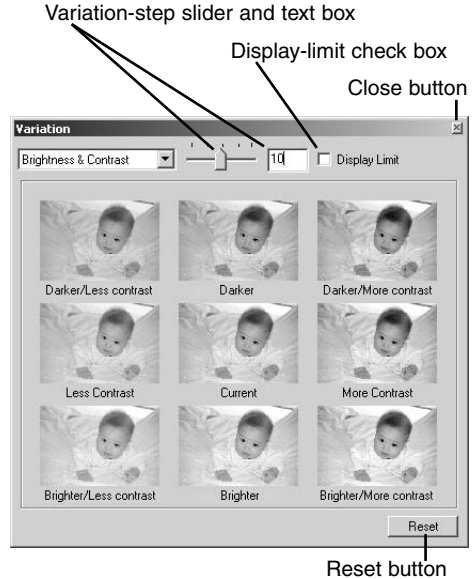 Variation-step slider and text box
Display-limit check box
Close button
Variation
Brightness & Contrast
10
Display Limit
Darker/Less contrast
Darker
Darker/More contrast
Less Contrast
Current
More Contrast
Brighter/Less contrast
Brighter
Brighter/More contrast
Reset
Reset button